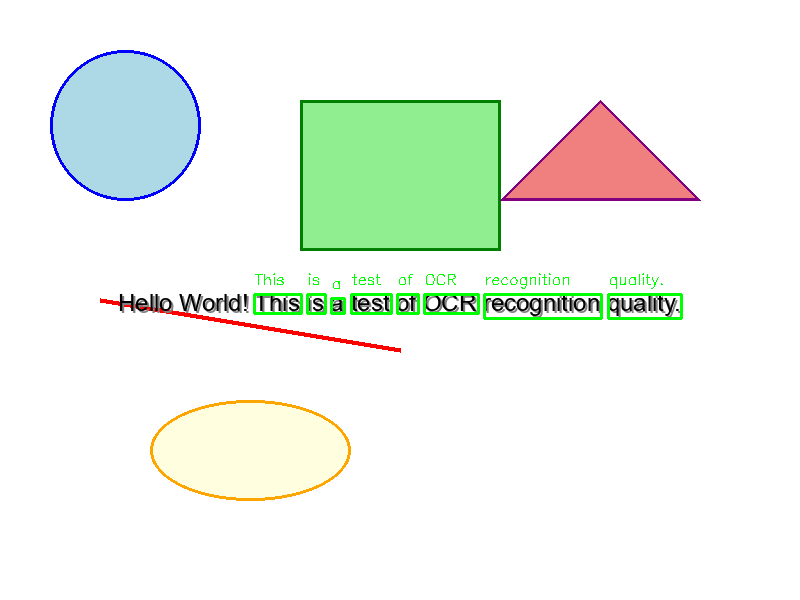 This is a test of OCR recognition quality.
Hello World! This is a test of OCR recognition quality.